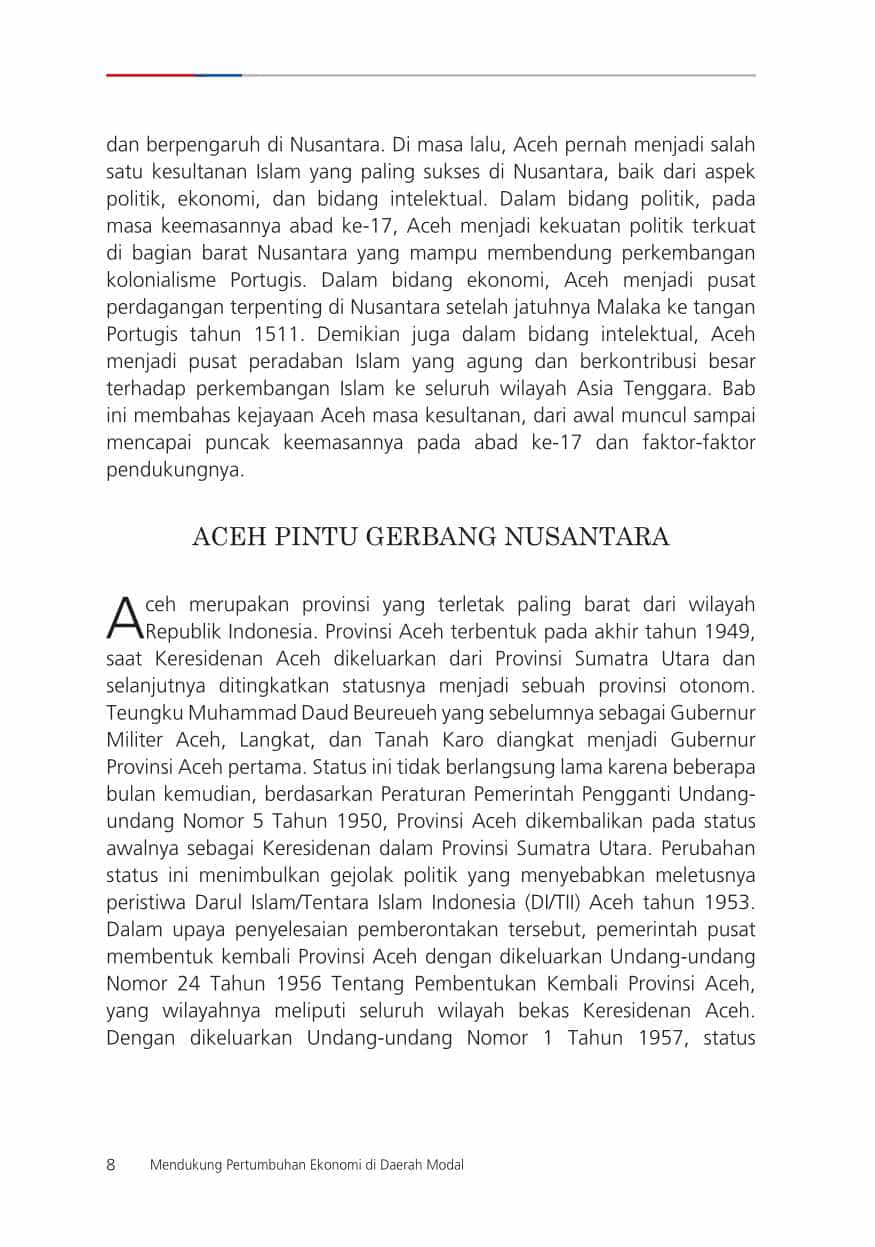 dan berpengaruh di Nusantara. Di masa lalu, Aceh pernah menjadi salah
satu kesultanan Islam yang paling sukses di Nusantara, baik dari aspek
politik, ekonomi, dan bidang intelektual. Dalam bidang politik, pada
masa keemasannya abad ke-17, Aceh menjadi kekuatan politik terkuat
di bagian barat Nusantara yang mampu membendung perkembangan
kolonialisme Portugis. Dalam bidang ekonomi, Aceh menjadi pusat
perdagangan terpenting di Nusantara setelah jatuhnya Malaka ke tangan
Portugis tahun 1511. Demikian juga dalam bidang intelektual, Aceh
menjadi pusat peradaban Islam yang agung dan berkontribusi besar
terhadap perkembangan Islam ke seluruh wilayah Asia Tenggara. Bab
ini membahas kejayaan Aceh masa kesultanan, dari awal muncul sampai
mencapai puncak keemasannya pada abad ke-17 dan faktor-faktor
pendukungnya.
ACEH PINTU GERBANG NUSANTARA
Aceh merupakan provinsi yang terletak paling barat dari wilayah
Republik Indonesia. Provinsi Aceh terbentuk pada akhir tahun 1949,
saat Keresidenan Aceh dikeluarkan dari Provinsi Sumatra Utara dan
selanjutnya ditingkatkan statusnya menjadi sebuah provinsi otonom.
Teungku Muhammad Daud Beureueh yang sebelumnya sebagai Gubernur
Militer Aceh, Langkat, dan Tanah Karo diangkat menjadi Gubernur
Provinsi Aceh pertama. Status ini tidak berlangsung lama karena beberapa
bulan kemudian, berdasarkan Peraturan Pemerintah Pengganti Undang-
undang Nomor 5 Tahun 1950, Provinsi Aceh dikembalikan pada status
awalnya sebagai Keresidenan dalam Provinsi Sumatra Utara. Perubahan
status ini menimbulkan gejolak politik yang menyebabkan meletusnya
peristiwa Darul Islam/Tentara Islam Indonesia (DI/TII) Aceh tahun 1953.
Dalam upaya penyelesaian pemberontakan tersebut, pemerintah pusat
membentuk kembali Provinsi Aceh dengan dikeluarkan Undang-undang
Nomor 24 Tahun 1956 Tentang Pembentukan Kembali Provinsi Aceh,
yang wilayahnya meliputi seluruh wilayah bekas Keresidenan Aceh.
Dengan dikeluarkan Undang-undang Nomor 1 Tahun 1957, status
8 Mendukung Pertumbuhan Ekonomi di Daerah Modal